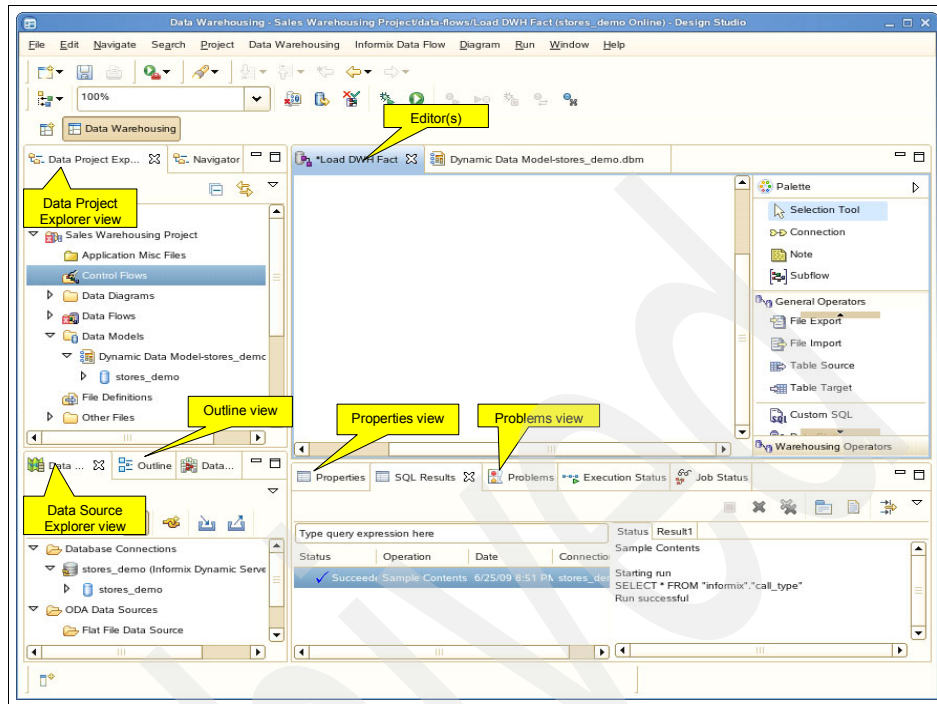 Data Warehousing - Sales Warehousing Project/data-flows/Load DWH Fact (stores_demo Online) - Design Studio
File Edit Navigate Search Project Data Warehousing Informix Data Flow Diagram Run Window Help
100%
Data Warehousing
Editor(s)
Data Project Exp... Navigator
*Load DWH Fact Dynamic Data Model-stores_demo.dbm
Data Project
Explorer view
Sales Warehousing Project
Application Misc Files
Control Flows
Data Diagrams
Data Flows
Data Models
Dynamic Data Model-stores_demc
stores_demo
File Definitions
Other Files
Palette
Selection Tool
Connection
Note
Subflow
General Operators
File Export
File Import
Table Source
Table Target
Custom SQL
Warehousing Operators
Outline view
Properties view
Problems view
Data ... Outline Data...
Data Source
Explorer view
Database Connections
stores_demo (Informix Dynamic Serve
stores_demo
ODA Data Sources
Flat File Data Source
Properties SQL Results Problems Execution Status Job Status
Type query expression here
Status Operation Date Connectio
Succeede Sample Contents 6/25/09 8:51 PM stores_der
Status Result1
Sample Contents
Starting run
SELECT * FROM "informix"."call_type"
Run successful